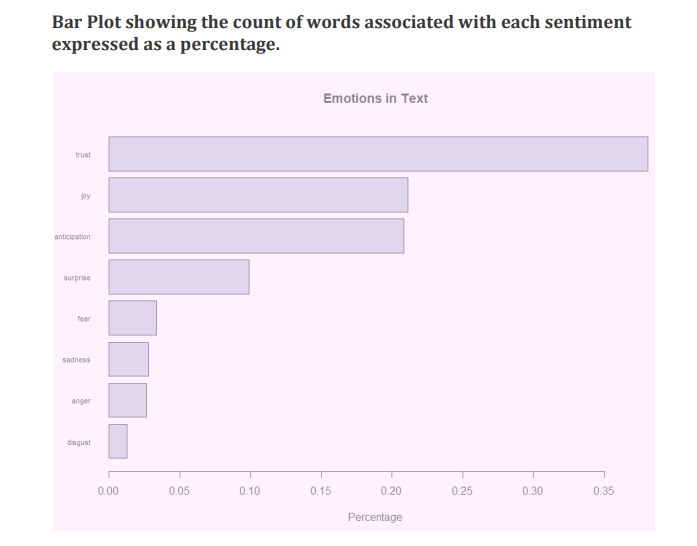 Bar Plot showing the count of words associated with each sentiment
expressed as a percentage.
Emotions in Text
trust
joy
anticipation
surprise
fear
sadness
anger
disgust
0.00 0.05 0.10 0.15 0.20 0.25 0.30 0.35
Percentage